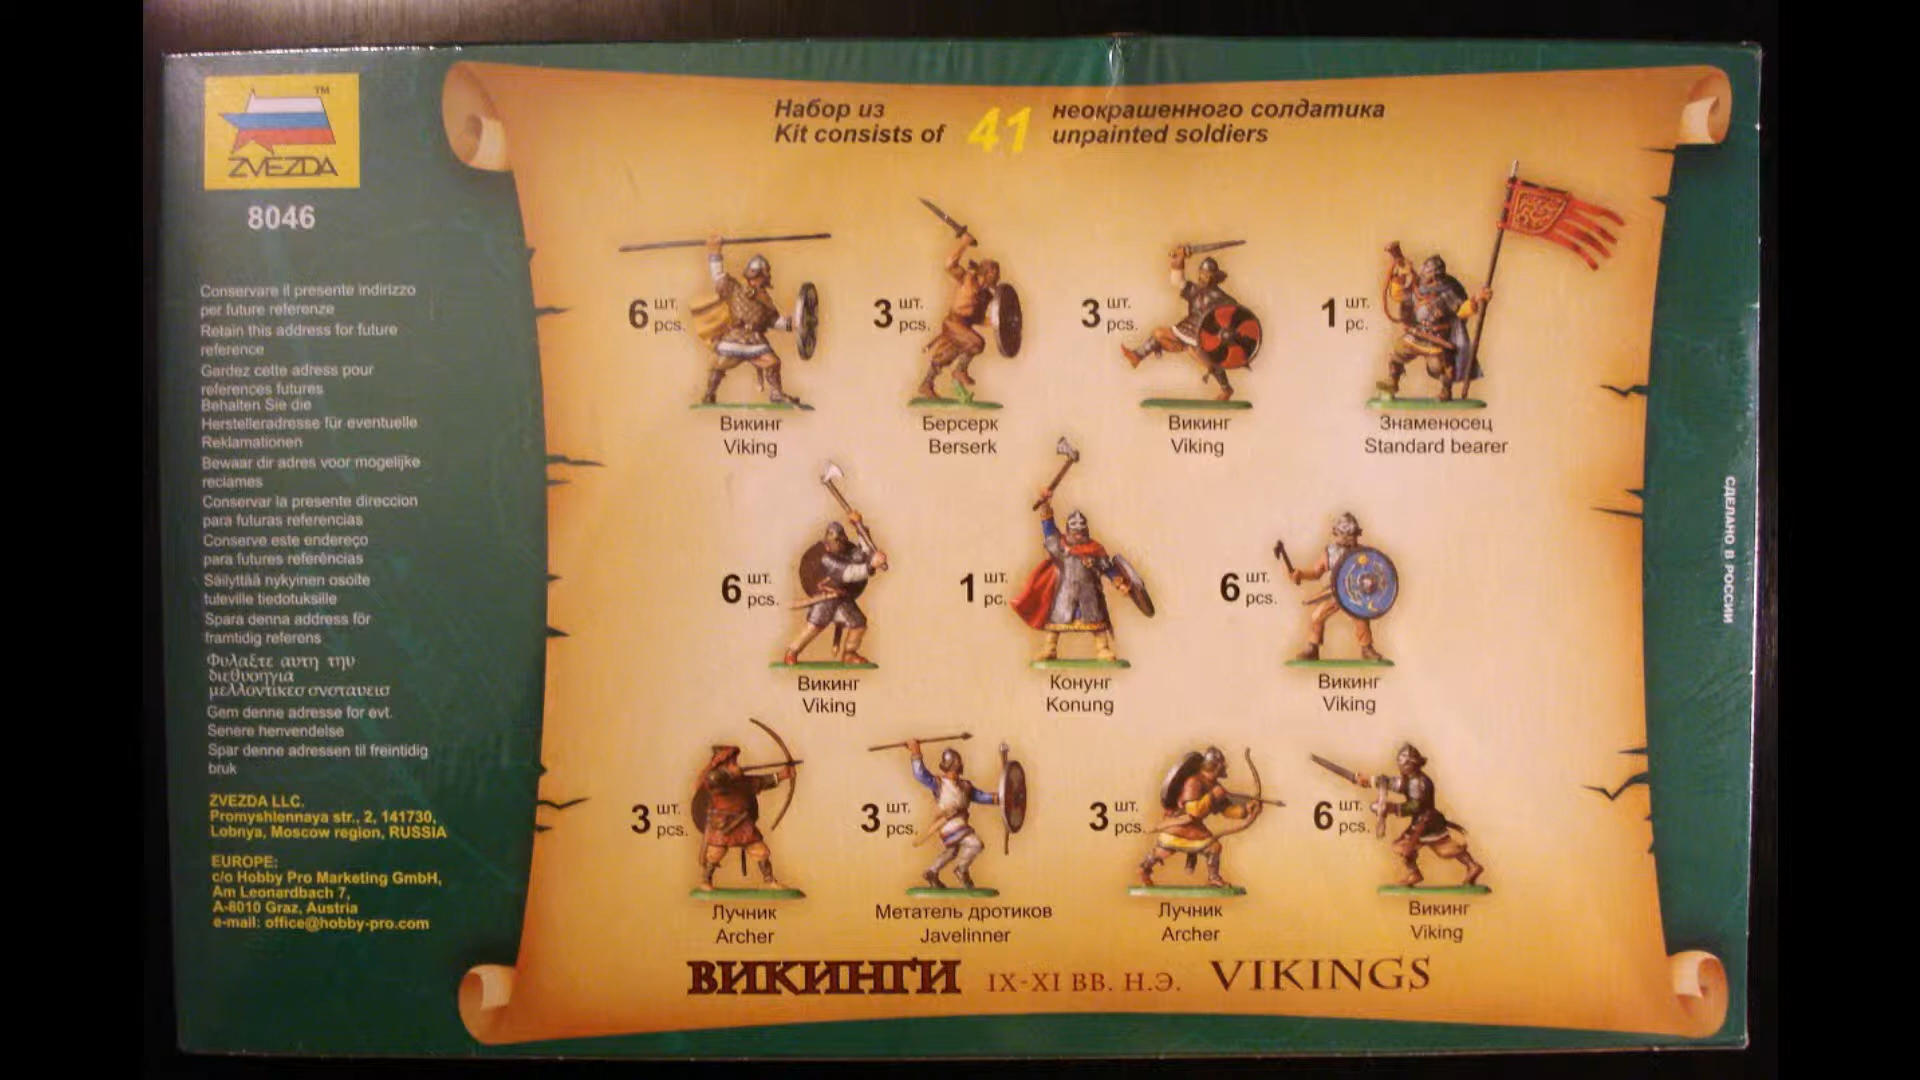 TM
ZVEZDA
8046
Conservare il presente indirizzo
per future referenze
Retain this address for future
reference
Gardez cette adress pour
references futures
Behalten Sie die
Herstelleradresse für eventuelle
Reklamationen
Bewaar dir adres voor mogelijke
reclames
Conservar la presente direccion
para futuras referencias
Conserve este endereço
para futures referências
Säilyttää nykyinen osoite
tuleville tiedotuksille
Spara denna address för
framtidig referens
Φυλαξτε αυτη την
διεθυσηγια
μελλοντικεσ συσταυεισ
Gem denne adresse for evt.
Senere henvendelse
Spar denne adressen til freintidig
bruk
ZVEZDA LLC.
Promyshlennaya str., 2, 141730,
Lobnya, Moscow region, RUSSIA
EUROPE:
c/o Hobby Pro Marketing GmbH,
Am Leonardbach 7,
A-8010 Graz, Austria
e-mail: office@hobby-pro.com
Набор из 41 неокрашенного солдатика
Kit consists of unpainted soldiers
6 шт. pcs.
Викинг
Viking
3 шт. pcs.
Берсерк
Berserk
3 шт. pcs.
Викинг
Viking
1 шт. pc.
Знаменосец
Standard bearer
6 шт. pcs.
Викинг
Viking
1 шт. pc.
Конунг
Konung
6 шт. pcs.
Викинг
Viking
3 шт. pcs.
Лучник
Archer
3 шт. pcs.
Метатель дротиков
Javelinner
3 шт. pcs.
Лучник
Archer
6 шт. pcs.
Викинг
Viking
ВИКИНГИ IX-XI ВВ. Н.Э. VIKINGS
СДЕЛАНО В РОССИИ